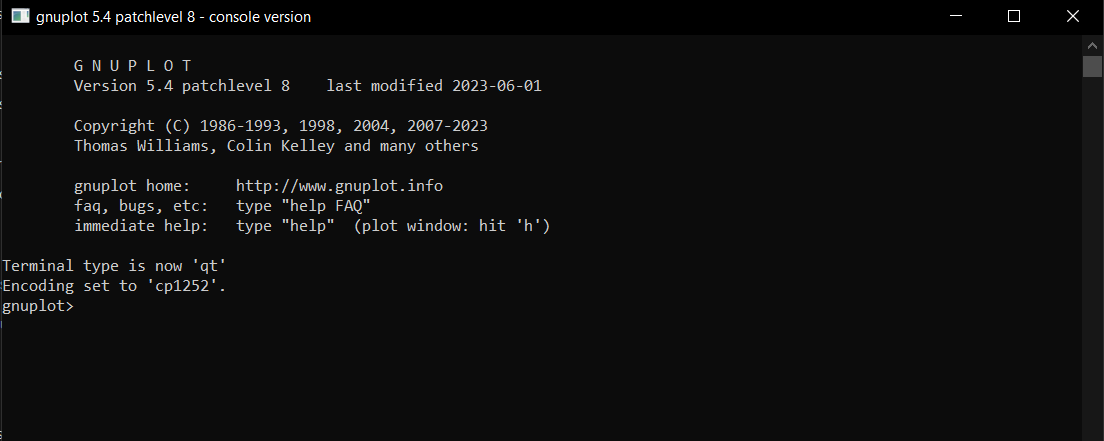 gnuplot 5.4 patchlevel 8 - console version
G N U P L O T
Version 5.4 patchlevel 8    last modified 2023-06-01
Copyright (C) 1986-1993, 1998, 2004, 2007-2023
Thomas Williams, Colin Kelley and many others
gnuplot home:     http://www.gnuplot.info
faq, bugs, etc:   type "help FAQ"
immediate help:   type "help"  (plot window: hit 'h')
Terminal type is now 'qt'
Encoding set to 'cp1252'.
gnuplot>